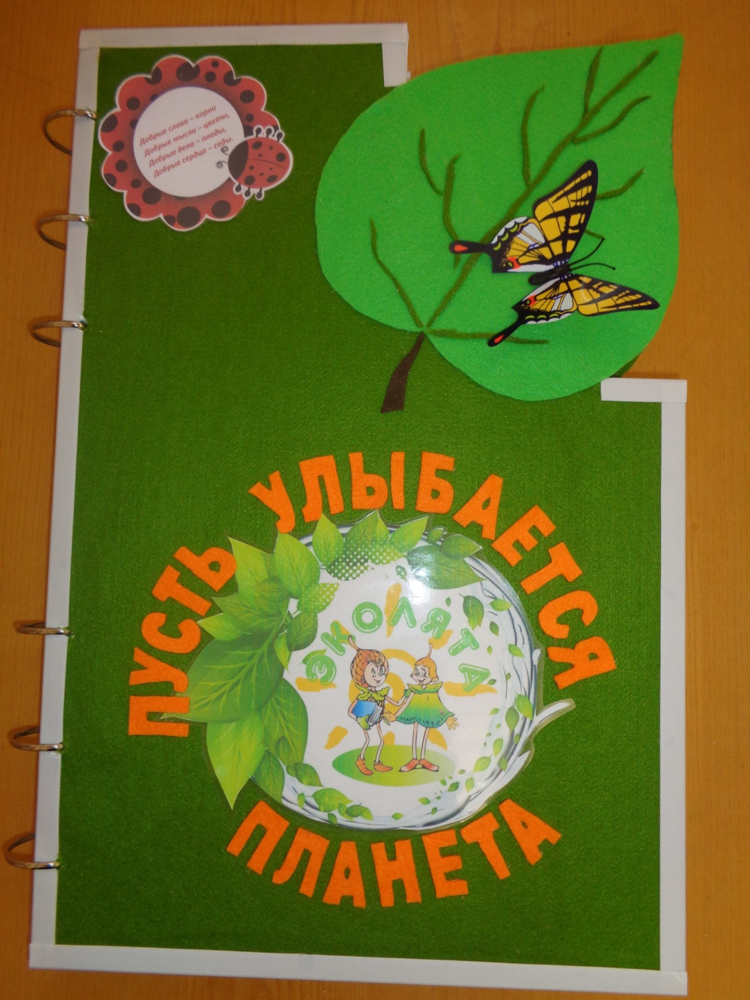 Добрые слова – корни
Добрые мысли – цветы,
Добрые дела – плоды,
Добрые сердца – сады.
ПУСТЬ УЛЫБАЕТСЯ
ЭКОЛЯТА
ПЛАНЕТА